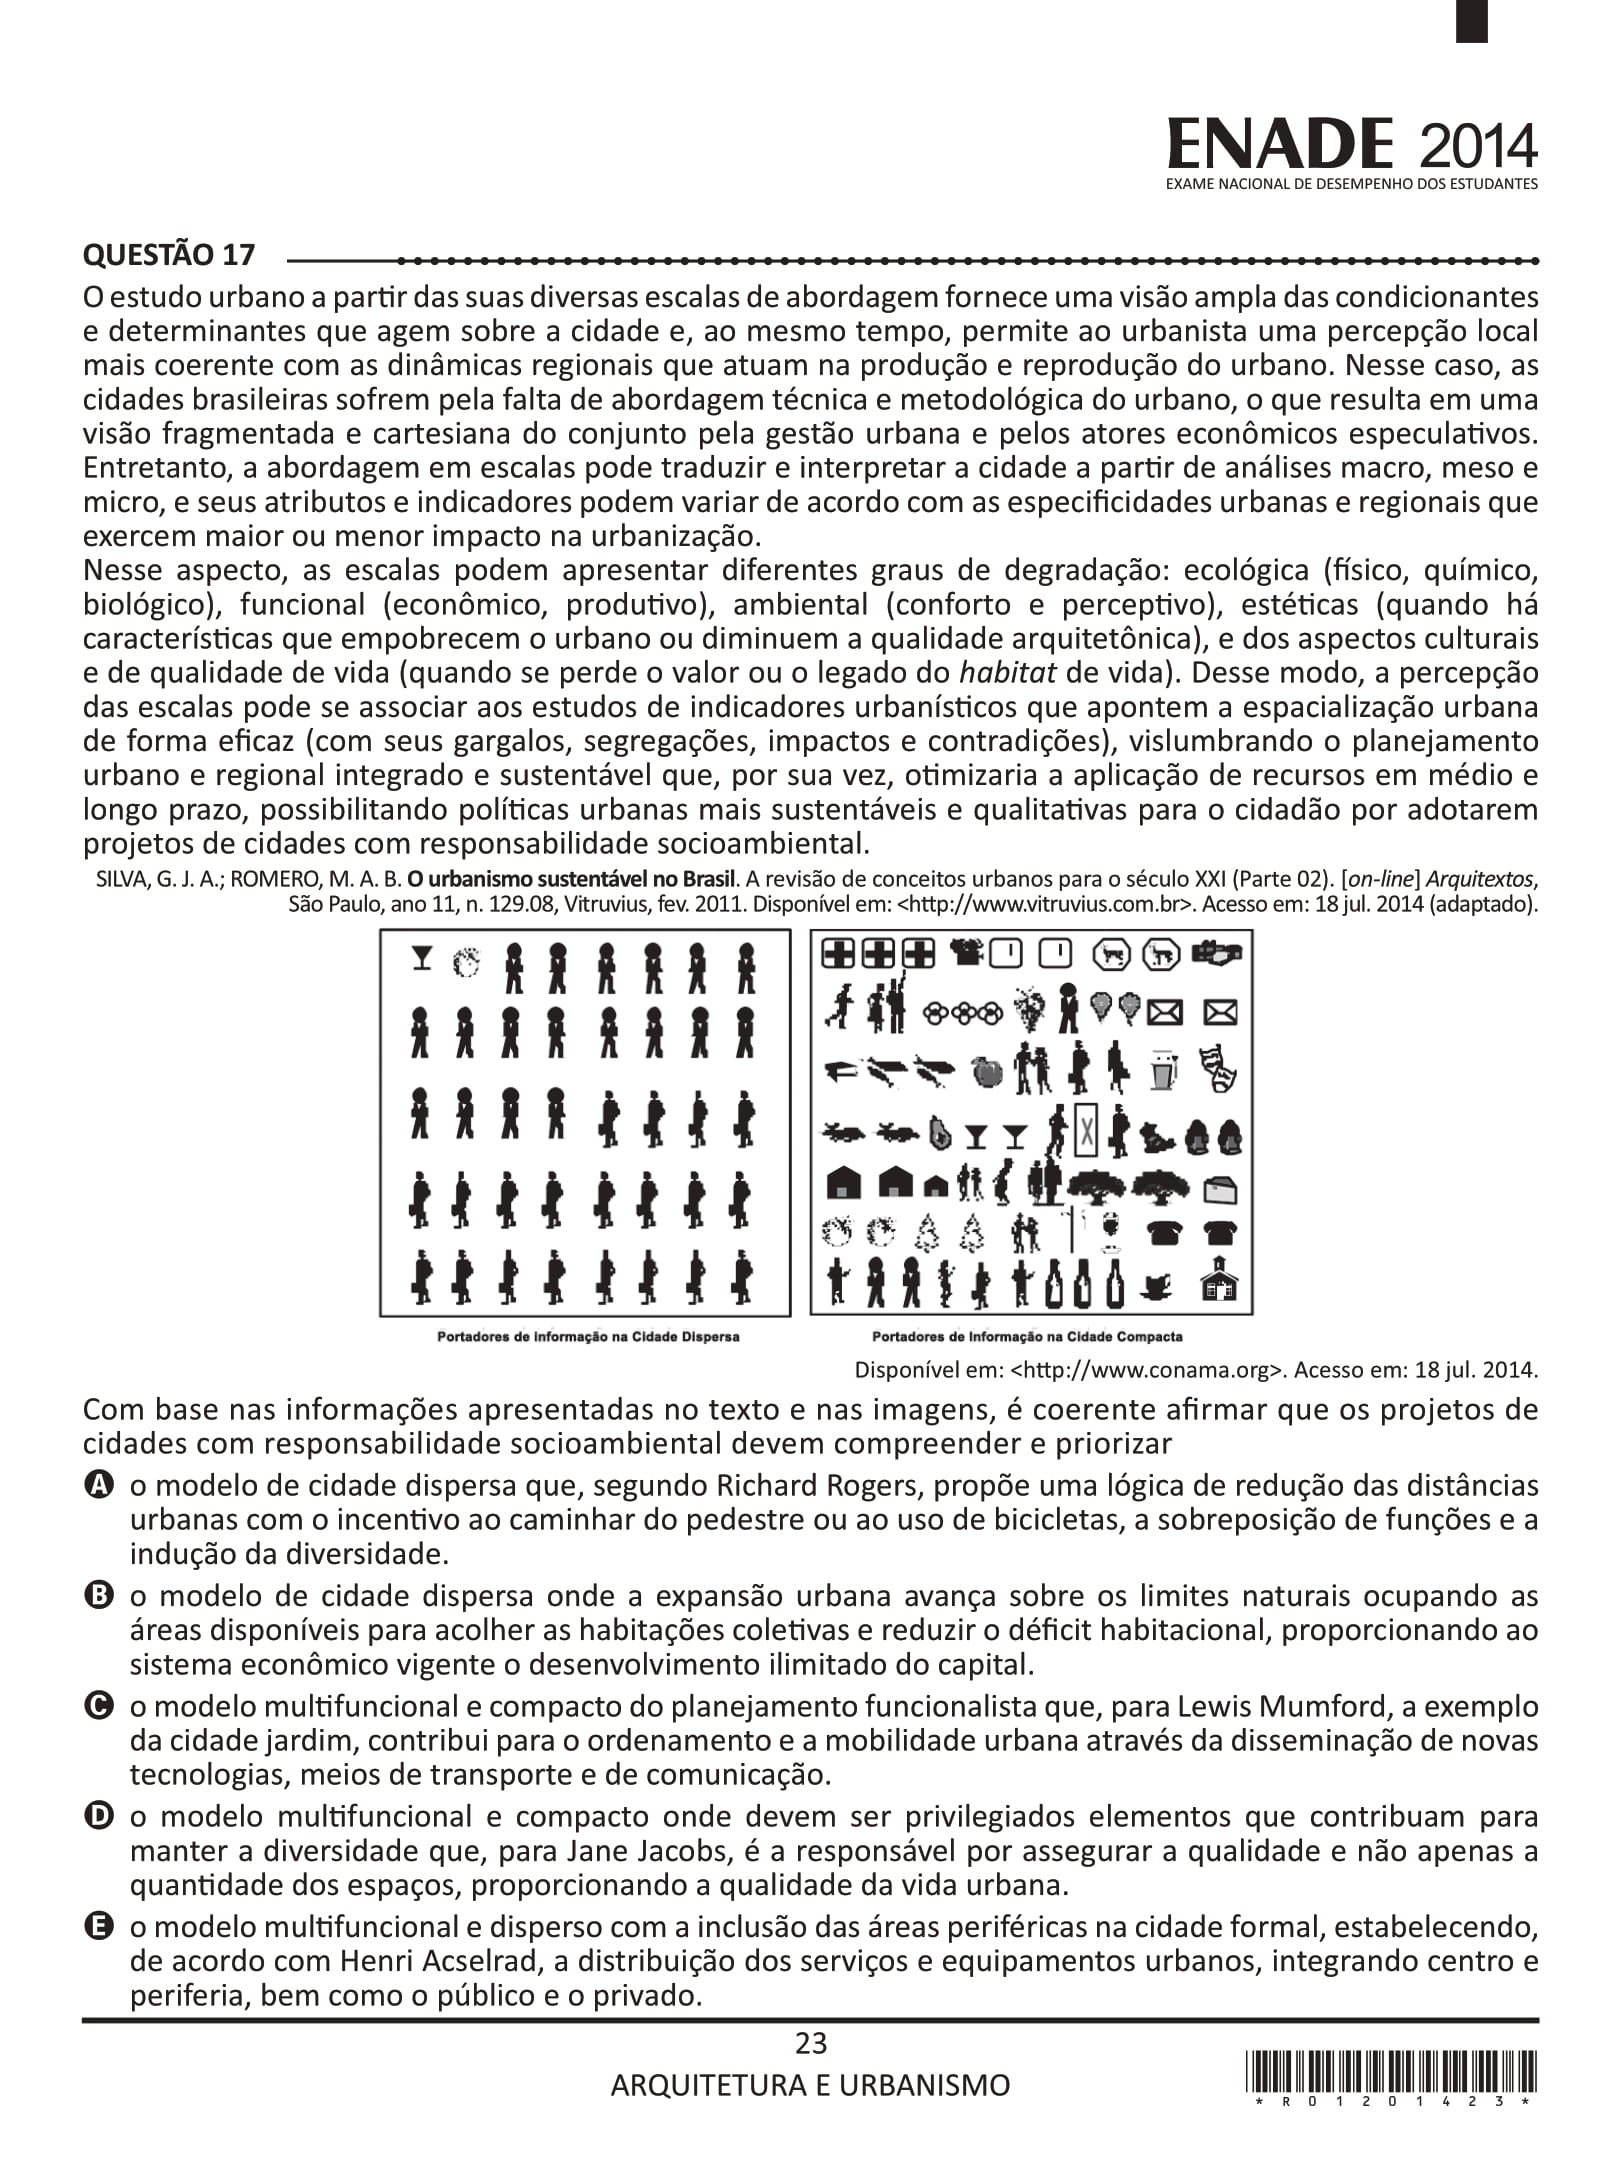 ENADE 2014
EXAME NACIONAL DE DESEMPENHO DOS ESTUDANTES
QUESTÃO 17
O estudo urbano a partir das suas diversas escalas de abordagem fornece uma visão ampla das condicionantes
e determinantes que agem sobre a cidade e, ao mesmo tempo, permite ao urbanista uma percepção local
mais coerente com as dinâmicas regionais que atuam na produção e reprodução do urbano. Nesse caso, as
cidades brasileiras sofrem pela falta de abordagem técnica e metodológica do urbano, o que resulta em uma
visão fragmentada e cartesiana do conjunto pela gestão urbana e pelos atores econômicos especulativos.
Entretanto, a abordagem em escalas pode traduzir e interpretar a cidade a partir de análises macro, meso e
micro, e seus atributos e indicadores podem variar de acordo com as especificidades urbanas e regionais que
exercem maior ou menor impacto na urbanização.
Nesse aspecto, as escalas podem apresentar diferentes graus de degradação: ecológica (físico, químico,
biológico), funcional (econômico, produtivo), ambiental (conforto e perceptivo), estéticas (quando há
características que empobrecem o urbano ou diminuem a qualidade arquitetônica), e dos aspectos culturais
e de qualidade de vida (quando se perde o valor ou o legado do habitat de vida). Desse modo, a percepção
das escalas pode se associar aos estudos de indicadores urbanísticos que apontem a espacialização urbana
de forma eficaz (com seus gargalos, segregações, impactos e contradições), vislumbrando o planejamento
urbano e regional integrado e sustentável que, por sua vez, otimizaria a aplicação de recursos em médio e
longo prazo, possibilitando políticas urbanas mais sustentáveis e qualitativas para o cidadão por adotarem
projetos de cidades com responsabilidade socioambiental.
SILVA, G. J. A.; ROMERO, M. A. B. O urbanismo sustentável no Brasil. A revisão de conceitos urbanos para o século XXI (Parte 02). [on-line] Arquitextos,
São Paulo, ano 11, n. 129.08, Vitruvius, fev. 2011. Disponível em: <http://www.vitruvius.com.br>. Acesso em: 18 jul. 2014 (adaptado).
Portadores de Informação na Cidade Dispersa
Portadores de Informação na Cidade Compacta
Disponível em: <http://www.conama.org>. Acesso em: 18 jul. 2014.
Com base nas informações apresentadas no texto e nas imagens, é coerente afirmar que os projetos de
cidades com responsabilidade socioambiental devem compreender e priorizar
A o modelo de cidade dispersa que, segundo Richard Rogers, propõe uma lógica de redução das distâncias
urbanas com o incentivo ao caminhar do pedestre ou ao uso de bicicletas, a sobreposição de funções e a
indução da diversidade.
B o modelo de cidade dispersa onde a expansão urbana avança sobre os limites naturais ocupando as
áreas disponíveis para acolher as habitações coletivas e reduzir o déficit habitacional, proporcionando ao
sistema econômico vigente o desenvolvimento ilimitado do capital.
C o modelo multifuncional e compacto do planejamento funcionalista que, para Lewis Mumford, a exemplo
da cidade jardim, contribui para o ordenamento e a mobilidade urbana através da disseminação de novas
tecnologias, meios de transporte e de comunicação.
D o modelo multifuncional e compacto onde devem ser privilegiados elementos que contribuam para
manter a diversidade que, para Jane Jacobs, é a responsável por assegurar a qualidade e não apenas a
quantidade dos espaços, proporcionando a qualidade da vida urbana.
E o modelo multifuncional e disperso com a inclusão das áreas periféricas na cidade formal, estabelecendo,
de acordo com Henri Acselrad, a distribuição dos serviços e equipamentos urbanos, integrando centro e
periferia, bem como o público e o privado.
23
ARQUITETURA E URBANISMO
*R01201423*